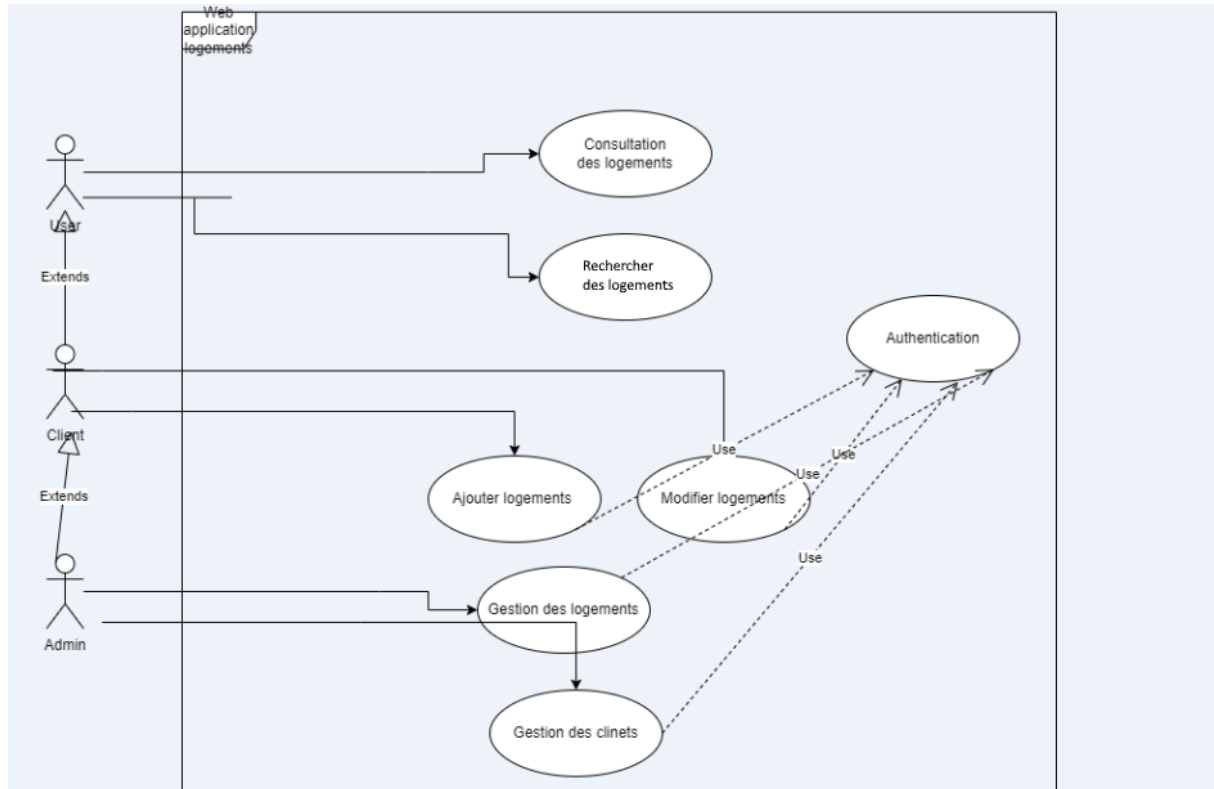 Web
application
logements
Consultation
des logements
User
Rechercher
des logements
Extends
Authentication
Client
Use
Use
Use
Extends
Ajouter logements
Modifier logements
Use
Gestion des logements
Admin
Gestion des clinets